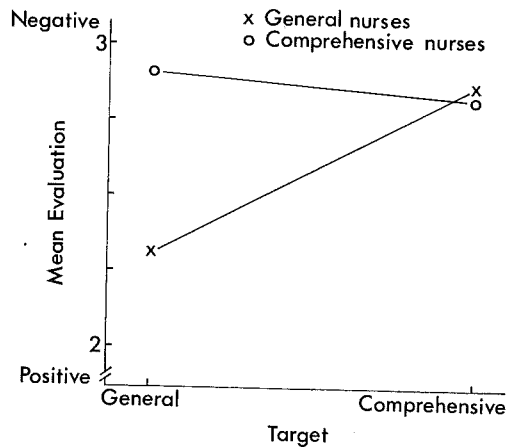 Negative
3
x General nurses
o Comprehensive nurses
Mean Evaluation
2
Positive
General
Comprehensive
Target